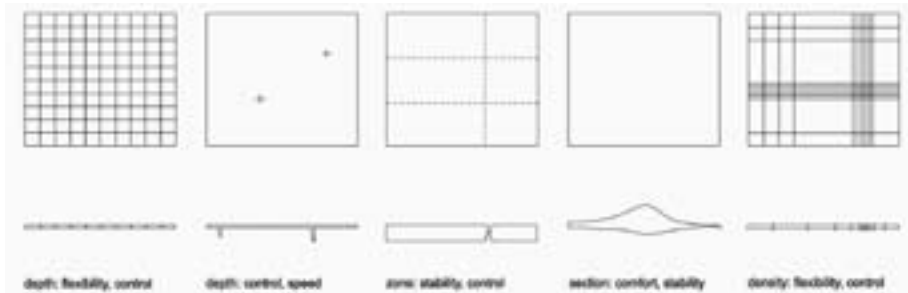 depth: flexibility, control
depth: control, speed
zone: stability, control
section: comfort, stability
density: flexibility, control